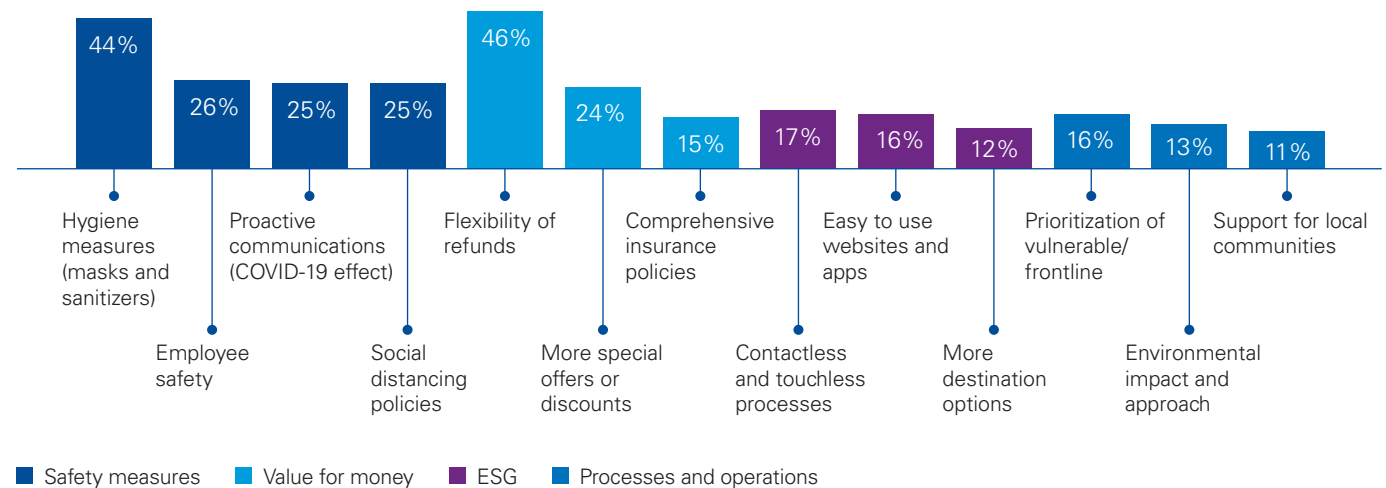 44%
26%
25%
25%
46%
24%
15%
17%
16%
12%
16%
13%
11%
Hygiene
measures
(masks and
sanitizers)
Proactive
communications
(COVID-19 effect)
Flexibility of
refunds
Comprehensive
insurance
policies
Easy to use
websites and
apps
Prioritization of
vulnerable/
frontline
Support for local
communities
Employee
safety
Social
distancing
policies
More special
offers or
discounts
Contactless
and touchless
processes
More
destination
options
Environmental
impact and
approach
Safety measures
Value for money
ESG
Processes and operations